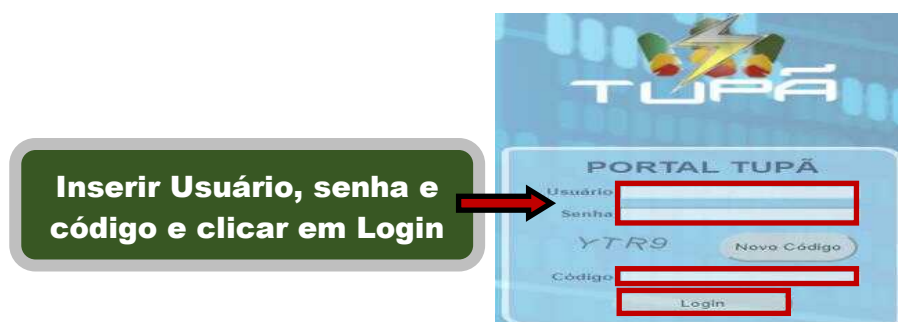 TUPÃ
PORTAL TUPÃ
Inserir Usuário, senha e
código e clicar em Login
Usuário
Senha
YTR9
Novo Código
Código
Login